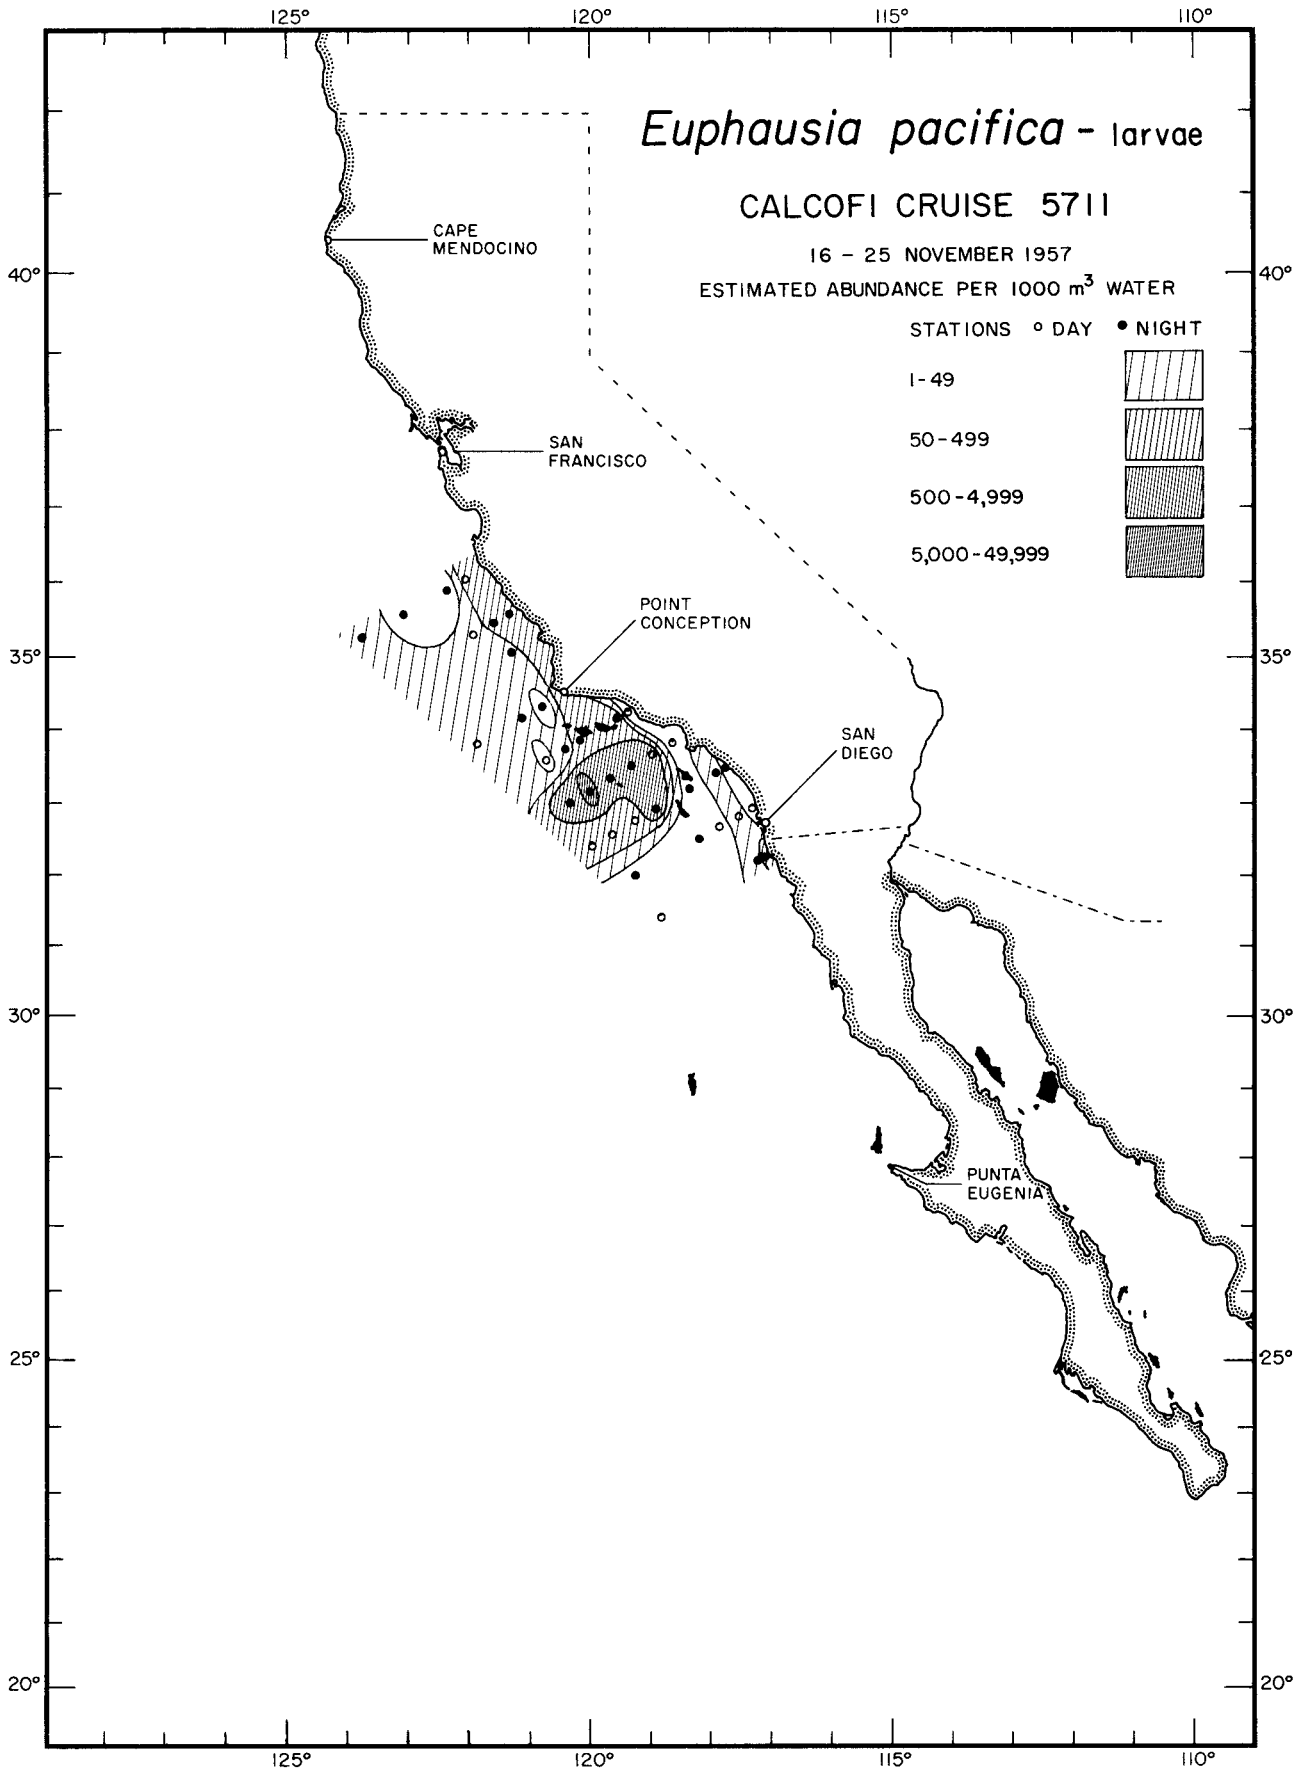 125° 120° 115° 110°
Euphausia pacifica - larvae
CALCOFI CRUISE 5711
16 - 25 NOVEMBER 1957
ESTIMATED ABUNDANCE PER 1000 m³ WATER
STATIONS ○ DAY ● NIGHT
1-49
50-499
500-4,999
5,000-49,999
CAPE
MENDOCINO
40° 40°
SAN
FRANCISCO
POINT
CONCEPTION
35° 35°
SAN
DIEGO
30° 30°
PUNTA
EUGENIA
25° 25°
20° 20°
125° 120° 115° 110°